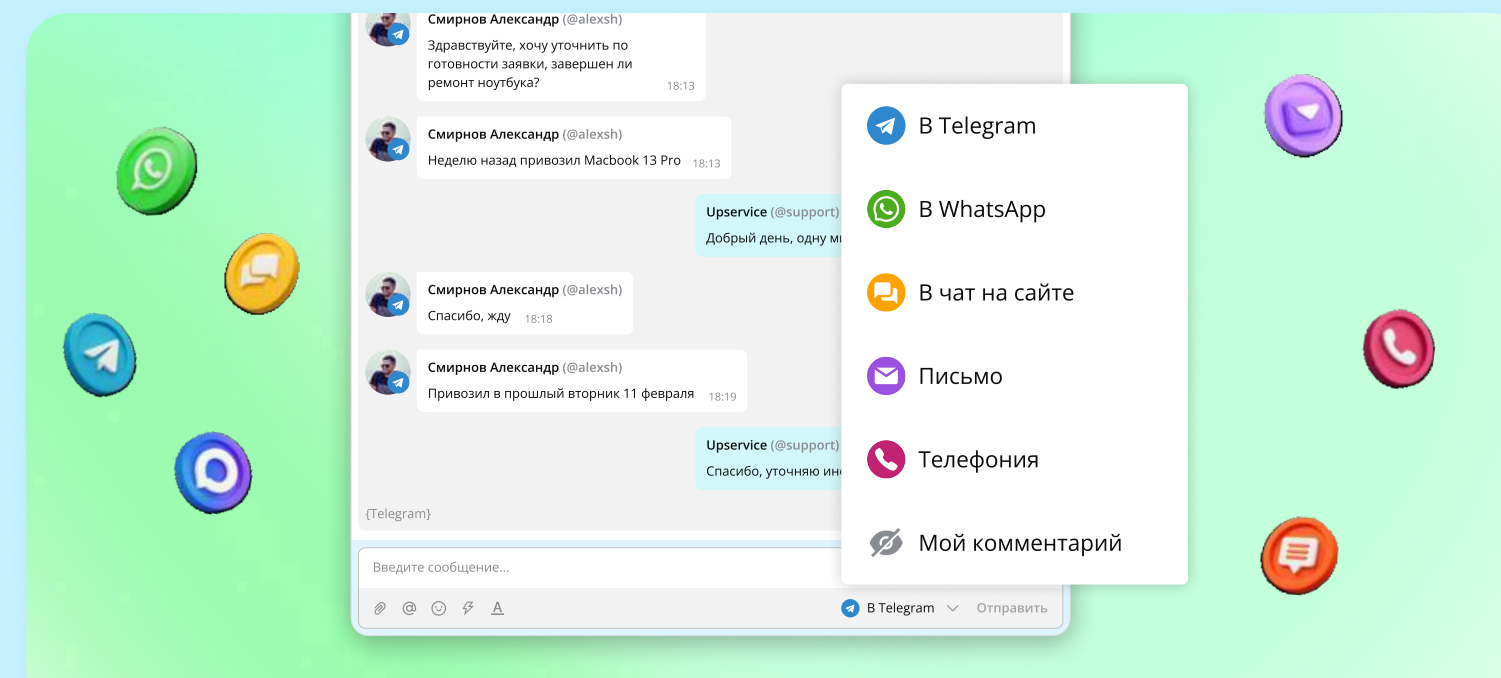 Смирнов Александр (@alexsh)
Здравствуйте, хочу уточнить по
готовности заявки, завершен ли
ремонт ноутбука?
18:13
Смирнов Александр (@alexsh)
Неделю назад привозил Macbook 13 Pro 18:13
Upservice (@support)
Добрый день, одну
Смирнов Александр (@alexsh)
Спасибо, жду 18:18
Смирнов Александр (@alexsh)
Привозил в прошлый вторник 11 февраля 18:19
Upservice (@support)
Спасибо, уточняю
{Telegram}
Введите сообщение...
В Telegram
Отправить
В Telegram
В WhatsApp
В чат на сайте
Письмо
Телефония
Мой комментарий